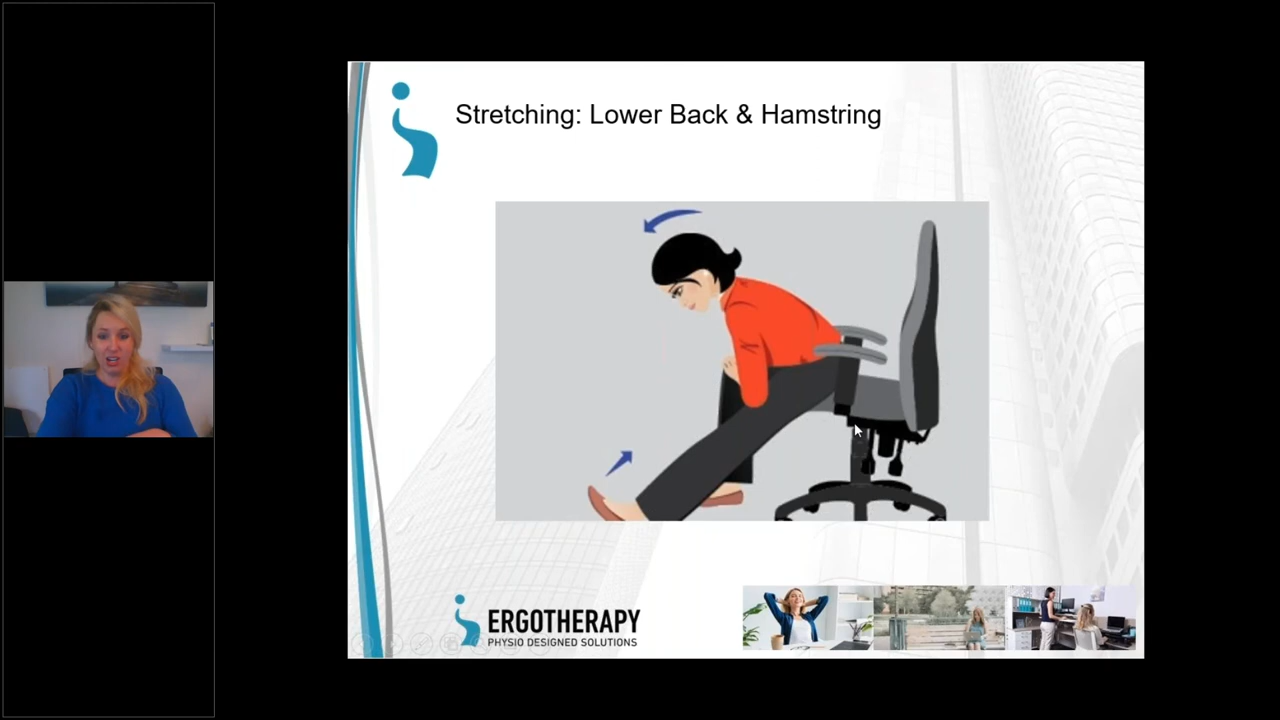 Stretching: Lower Back & Hamstring
ERGOTHERAPY
PHYSIO DESIGNED SOLUTIONS